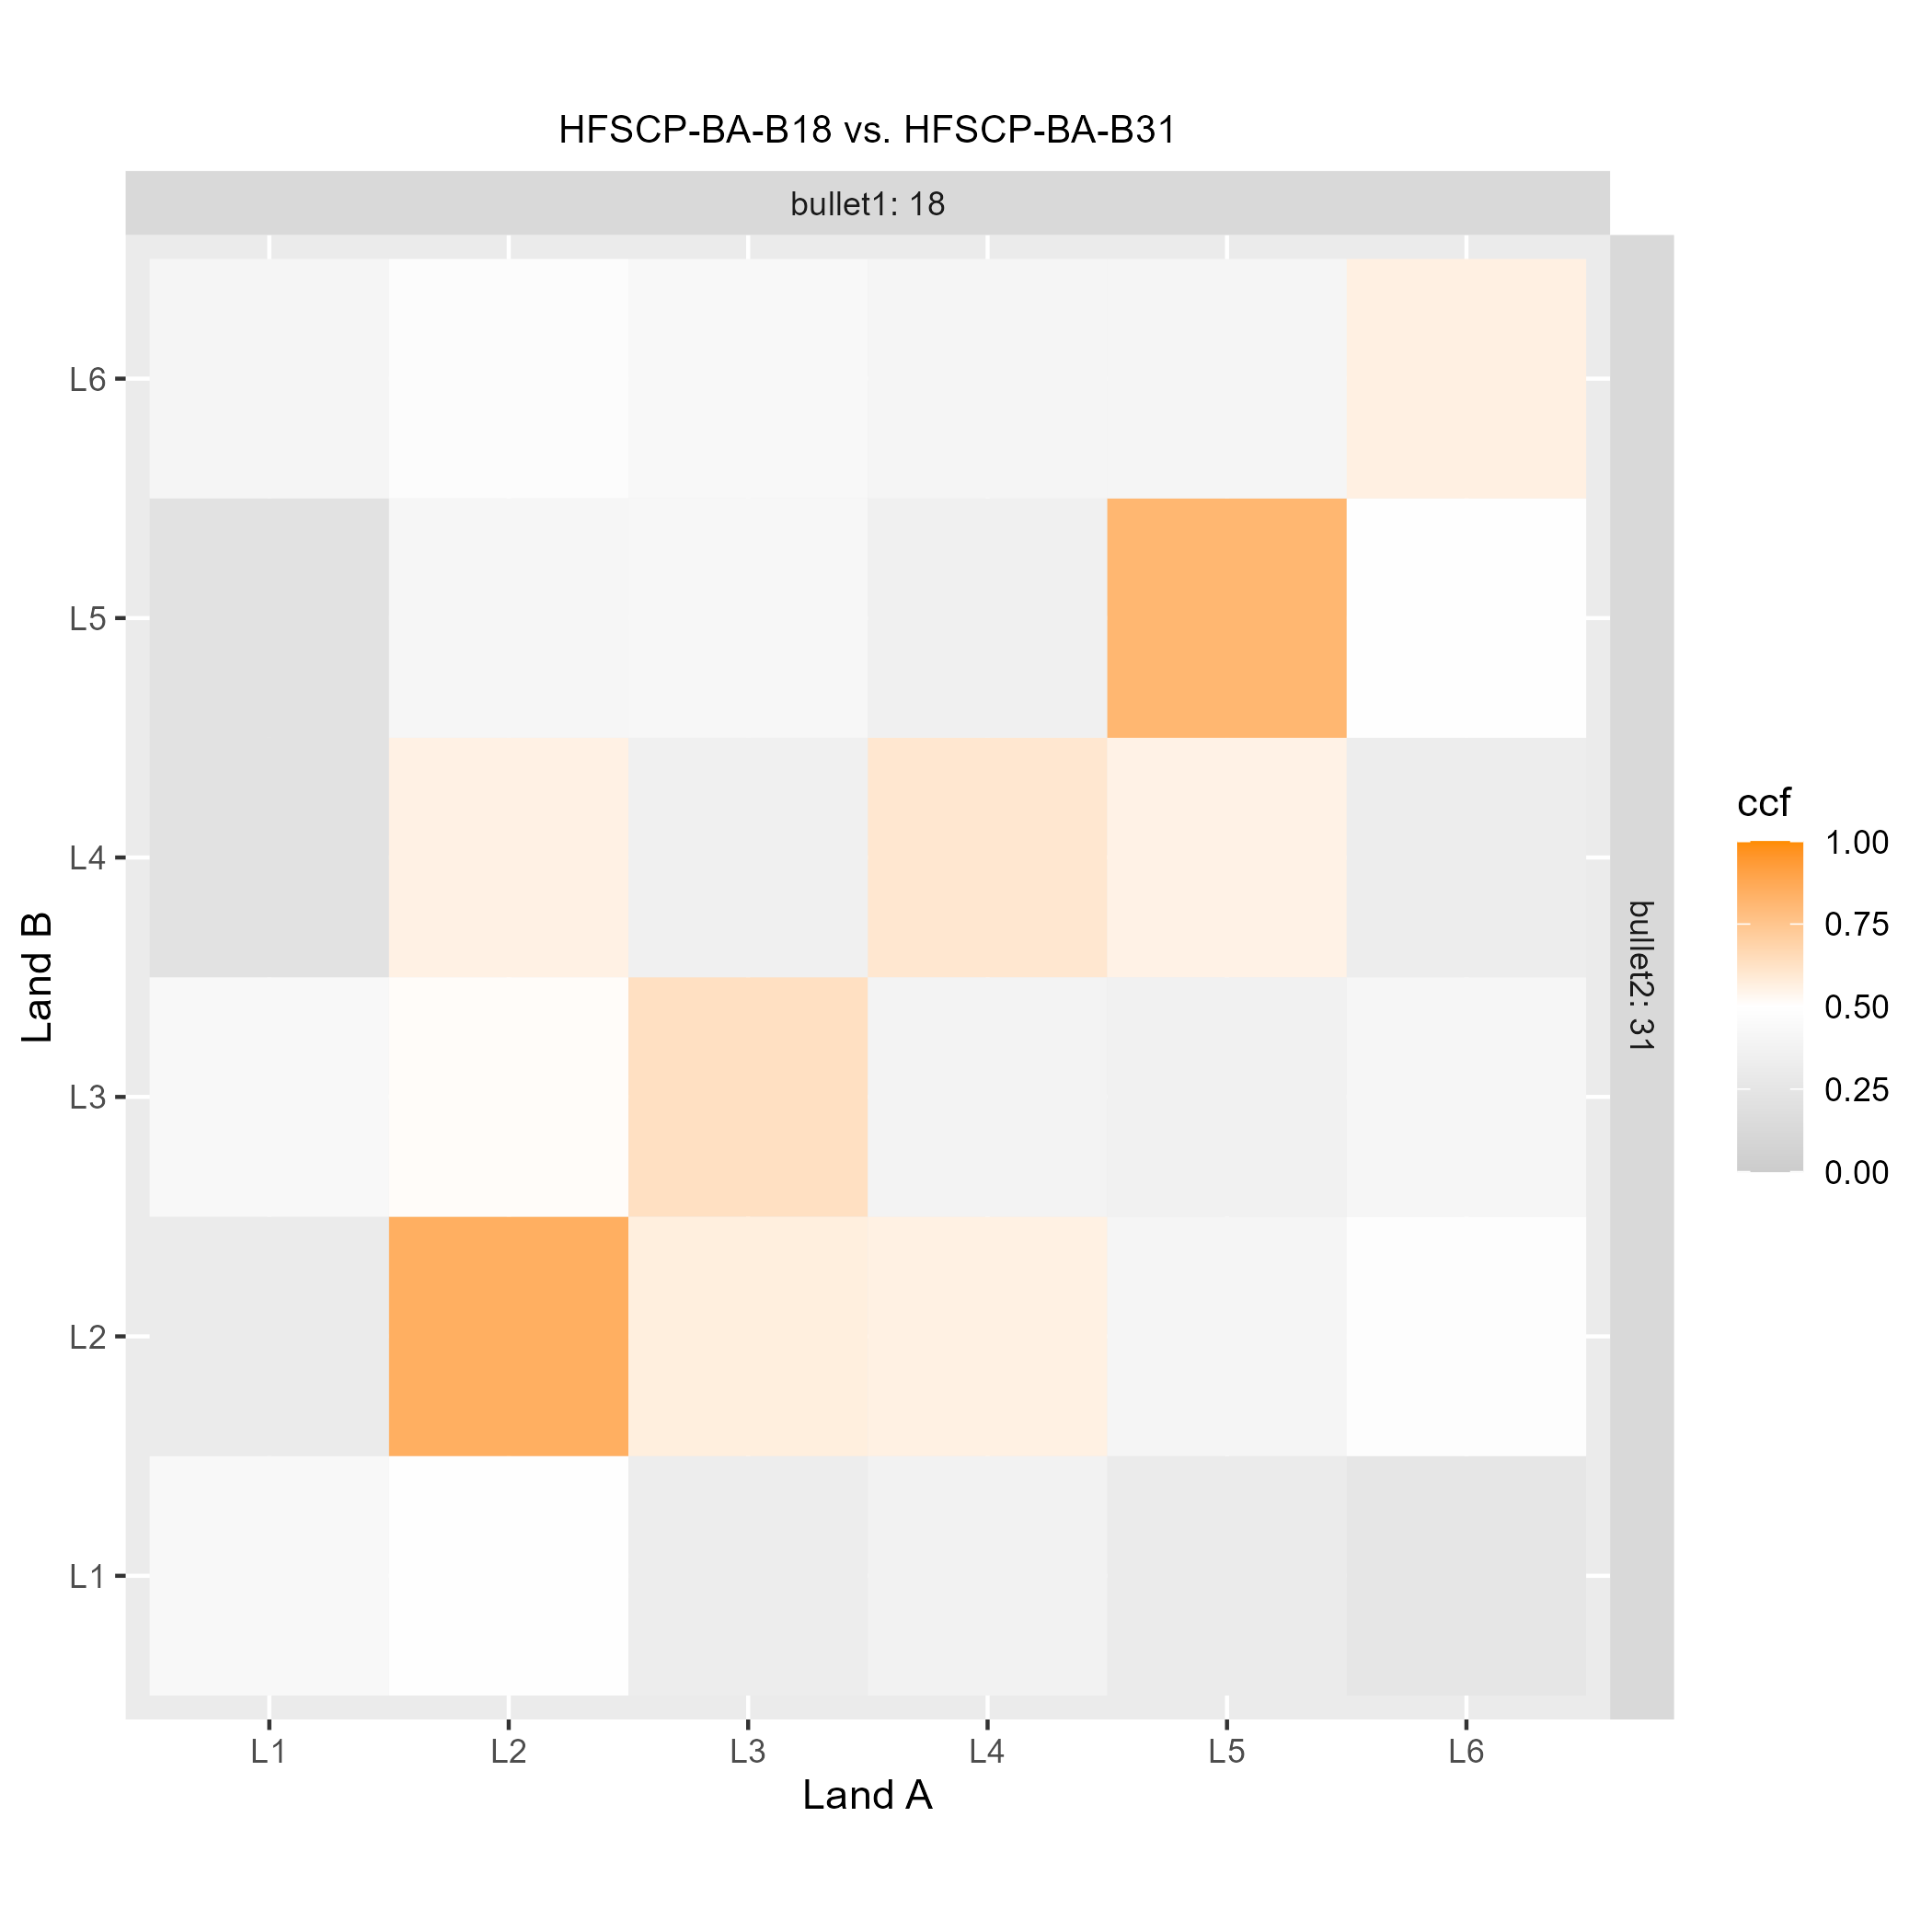 HFSCP-BA-B18 vs. HFSCP-BA-B31
bullet1: 18
L6
L5
L4
L3
L2
L1
Land B
bullet2: 31
L1 L2 L3 L4 L5 L6
Land A
ccf
1.00
0.75
0.50
0.25
0.00